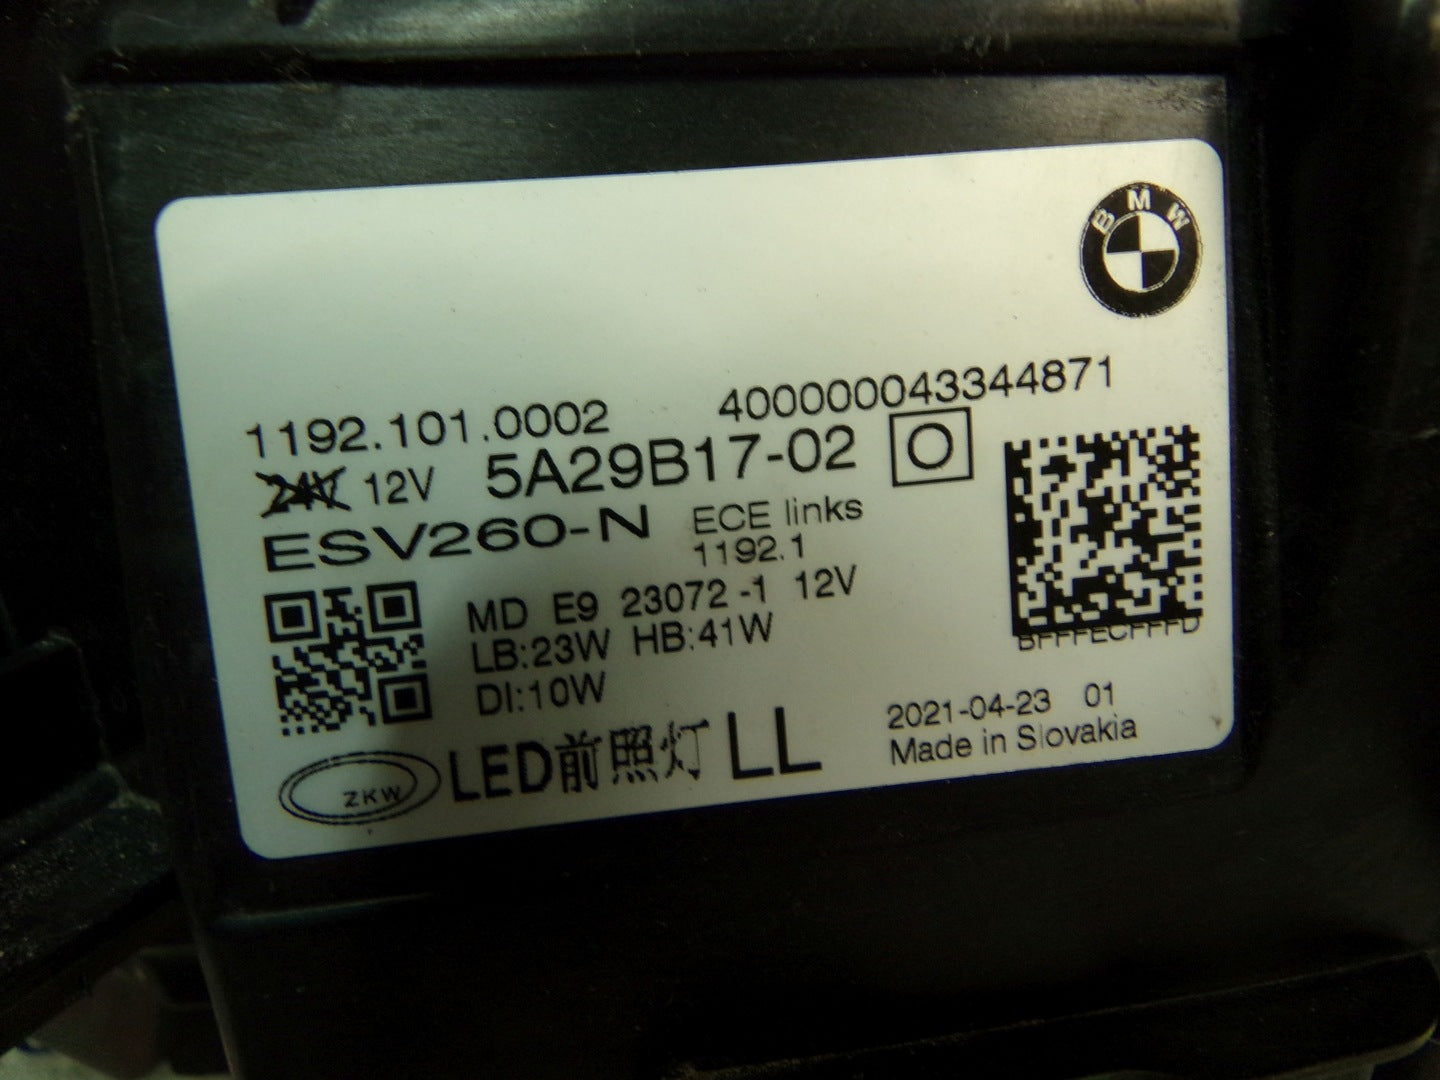 BMW
1192.101.0002 400000043344871
24V 12V 5A29B17-02 O
ESV260-N ECE links
1192.1
MD E9 23072-1 12V
LB:23W HB:41W
DI:10W
BFFFECFFFD
2021-04-23 01
Made in Slovakia
ZKW LED前照灯 LL